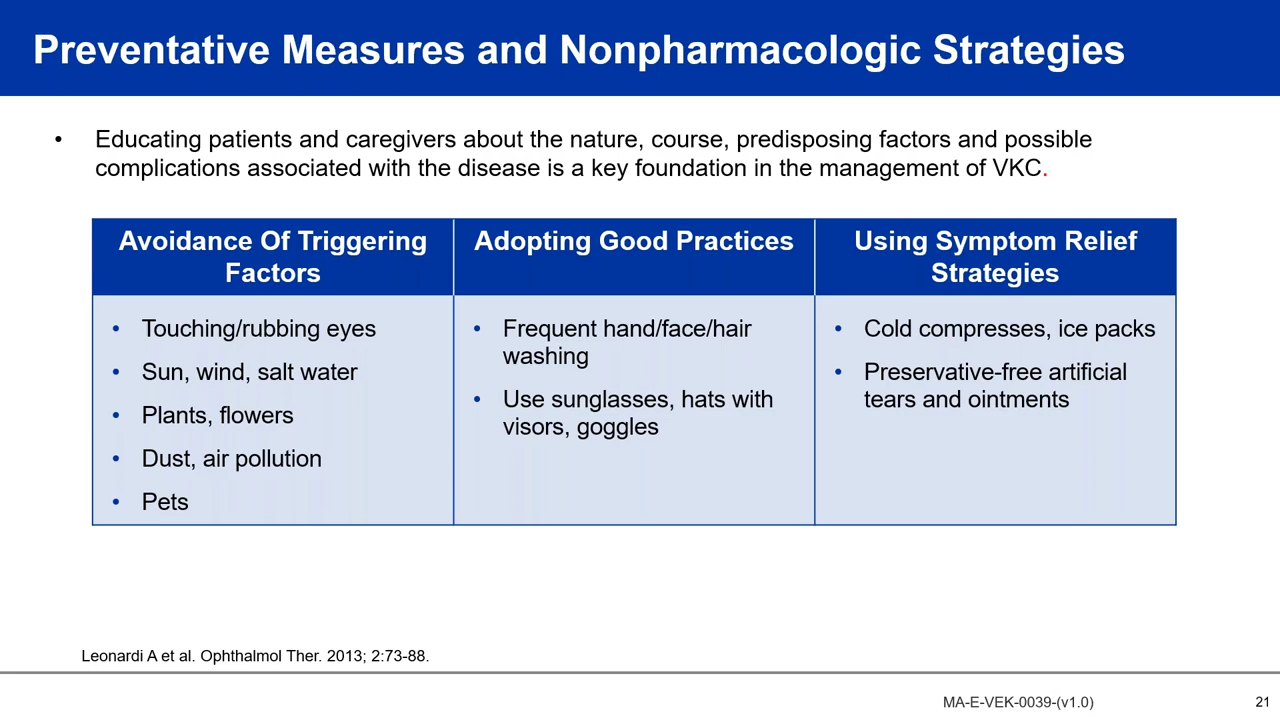 Preventative Measures and Nonpharmacologic Strategies
• Educating patients and caregivers about the nature, course, predisposing factors and possible
complications associated with the disease is a key foundation in the management of VKC.
Avoidance Of Triggering
Factors
• Touching/rubbing eyes
• Sun, wind, salt water
• Plants, flowers
• Dust, air pollution
• Pets
Adopting Good Practices
• Frequent hand/face/hair
washing
• Use sunglasses, hats with
visors, goggles
Using Symptom Relief
Strategies
• Cold compresses, ice packs
• Preservative-free artificial
tears and ointments
Leonardi A et al. Ophthalmol Ther. 2013; 2:73-88.
MA-E-VEK-0039-(v1.0)
21